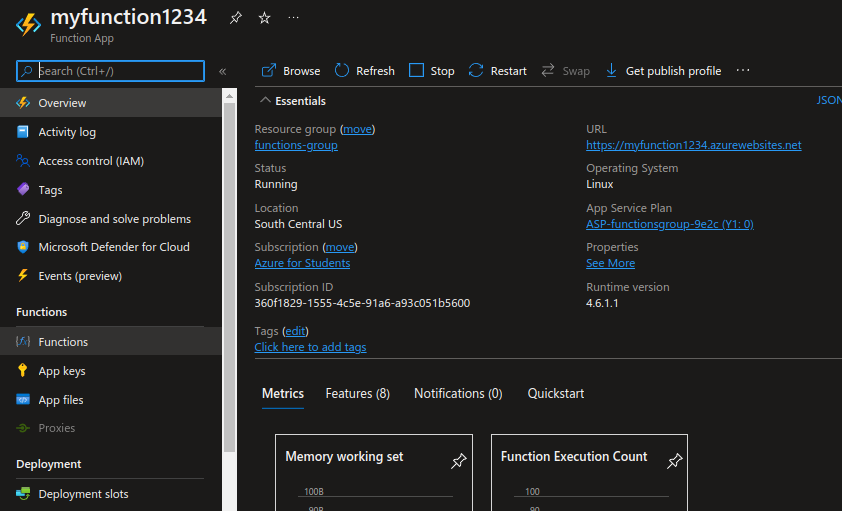 myfunction1234
Function App
Search (Ctrl+/)
«
Overview
Activity log
Access control (IAM)
Tags
Diagnose and solve problems
Microsoft Defender for Cloud
Events (preview)
Functions
Functions
App keys
App files
Proxies
Deployment
Deployment slots
Browse Refresh Stop Restart Swap Get publish profile ...
Essentials
JSON
Resource group (move)
functions-group
Status
Running
Location
South Central US
Subscription (move)
Azure for Students
Subscription ID
360f1829-1555-4c5e-91a6-a93c051b5600
Tags (edit)
Click here to add tags
URL
https://myfunction1234.azurewebsites.net
Operating System
Linux
App Service Plan
ASP-functionsgroup-9e2c (Y1: 0)
Properties
See More
Runtime version
4.6.1.1
Metrics Features (8) Notifications (0) Quickstart
Memory working set
100B
90B
Function Execution Count
100
90